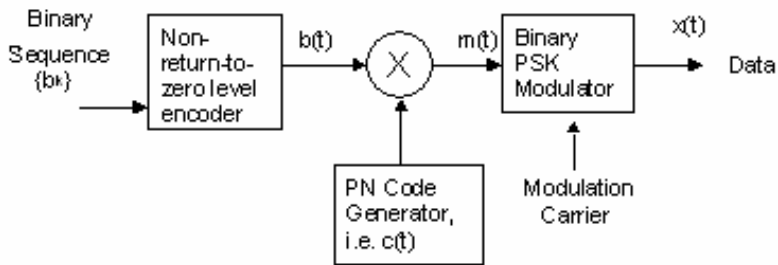 Binary
Sequence
{bᴷ}
Non-
return-to-
zero level
encoder
b(t)
X
m(t)
Binary
PSK
Modulator
x(t)
Data
PN Code
Generator,
i.e. c(t)
Modulation
Carrier